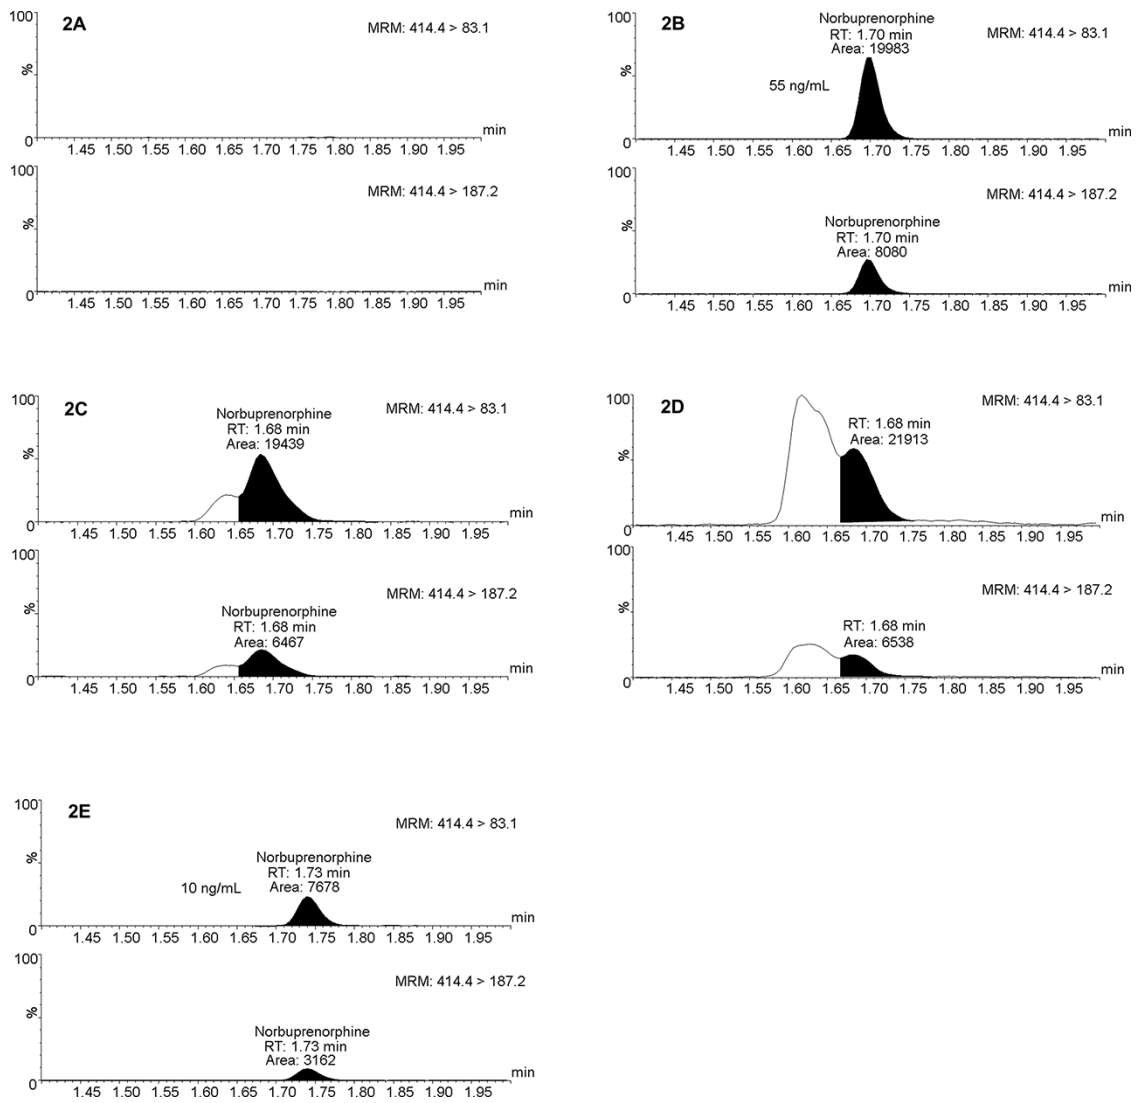 2A
MRM: 414.4 > 83.1
100
%
0
min
1.45 1.50 1.55 1.60 1.65 1.70 1.75 1.80 1.85 1.90 1.95
100
MRM: 414.4 > 187.2
%
0
min
1.45 1.50 1.55 1.60 1.65 1.70 1.75 1.80 1.85 1.90 1.95
2B
Norbuprenorphine
RT: 1.70 min
Area: 19983
MRM: 414.4 > 83.1
55 ng/mL
100
%
0
min
1.45 1.50 1.55 1.60 1.65 1.70 1.75 1.80 1.85 1.90 1.95
100
MRM: 414.4 > 187.2
Norbuprenorphine
RT: 1.70 min
Area: 8080
%
0
min
1.45 1.50 1.55 1.60 1.65 1.70 1.75 1.80 1.85 1.90 1.95
2C
MRM: 414.4 > 83.1
Norbuprenorphine
RT: 1.68 min
Area: 19439
100
%
0
min
1.45 1.50 1.55 1.60 1.65 1.70 1.75 1.80 1.85 1.90 1.95
100
MRM: 414.4 > 187.2
Norbuprenorphine
RT: 1.68 min
Area: 6467
%
0
min
1.45 1.50 1.55 1.60 1.65 1.70 1.75 1.80 1.85 1.90 1.95
2D
MRM: 414.4 > 83.1
RT: 1.68 min
Area: 21913
100
%
0
min
1.45 1.50 1.55 1.60 1.65 1.70 1.75 1.80 1.85 1.90 1.95
100
MRM: 414.4 > 187.2
RT: 1.68 min
Area: 6538
%
0
min
1.45 1.50 1.55 1.60 1.65 1.70 1.75 1.80 1.85 1.90 1.95
2E
MRM: 414.4 > 83.1
Norbuprenorphine
RT: 1.73 min
Area: 7678
10 ng/mL
100
%
0
min
1.45 1.50 1.55 1.60 1.65 1.70 1.75 1.80 1.85 1.90 1.95
100
MRM: 414.4 > 187.2
Norbuprenorphine
RT: 1.73 min
Area: 3162
%
0
min
1.45 1.50 1.55 1.60 1.65 1.70 1.75 1.80 1.85 1.90 1.95